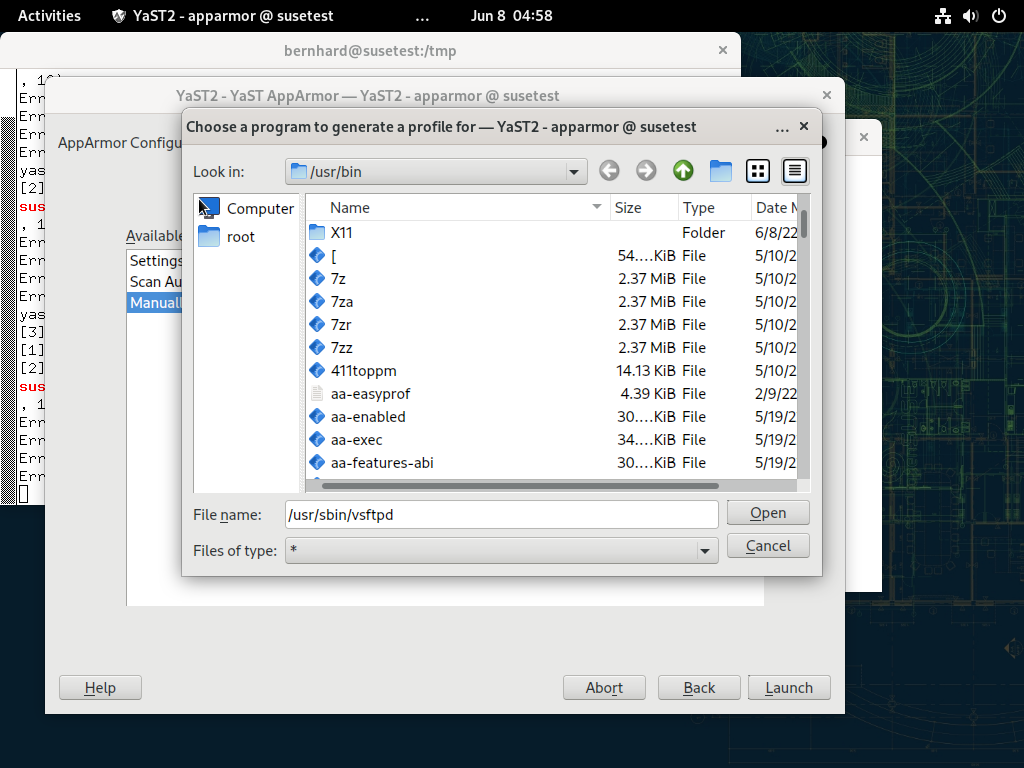 Activities YaST2 - apparmor @ susetest ... Jun 8 04:58
bernhard@susetest:/tmp
YaST2 - YaST AppArmor — YaST2 - apparmor @ susetest
Choose a program to generate a profile for — YaST2 - apparmor @ susetest ...
AppArmor Configu
Look in: /usr/bin
Computer
root
Name Size Type Date
X11 Folder 6/8/22
[ 54....KiB File 5/10/2
7z 2.37 MiB File 5/10/2
7za 2.37 MiB File 5/10/2
7zr 2.37 MiB File 5/10/2
7zz 2.37 MiB File 5/10/2
411toppm 14.13 KiB File 5/10/2
aa-easyprof 4.39 KiB File 2/9/22
aa-enabled 30....KiB File 5/19/2
aa-exec 34....KiB File 5/19/2
aa-features-abi 30....KiB File 5/19/2
File name: /usr/sbin/vsftpd Open
Files of type: * Cancel
Available
Settings
Scan Au
Manuall
Err
Err
Err
Err
yas
[2]
sus
, 1
Err
Err
Err
Err
yas
[3]
[1]
[2]
sus
, 1
Err
Err
Err
Err
Help Abort Back Launch